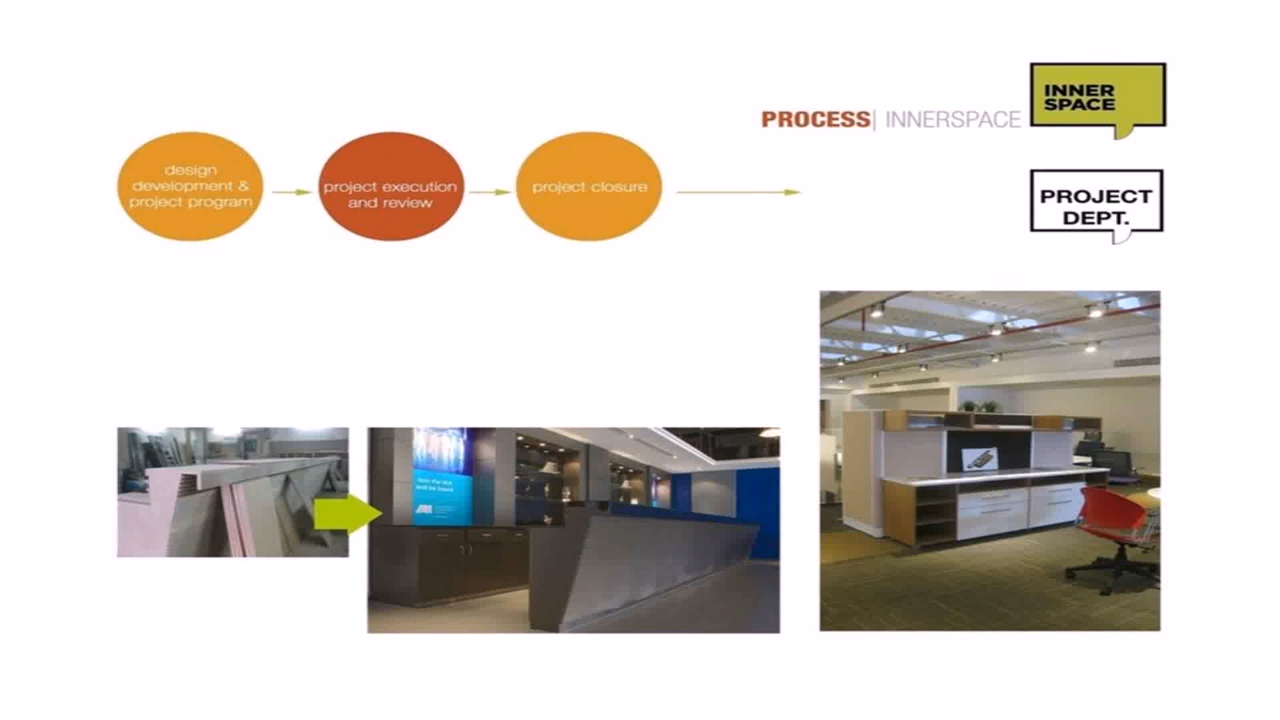 INNER
SPACE
PROCESS| INNERSPACE
design
development &
project program
project execution
and review
project closure
PROJECT
DEPT.